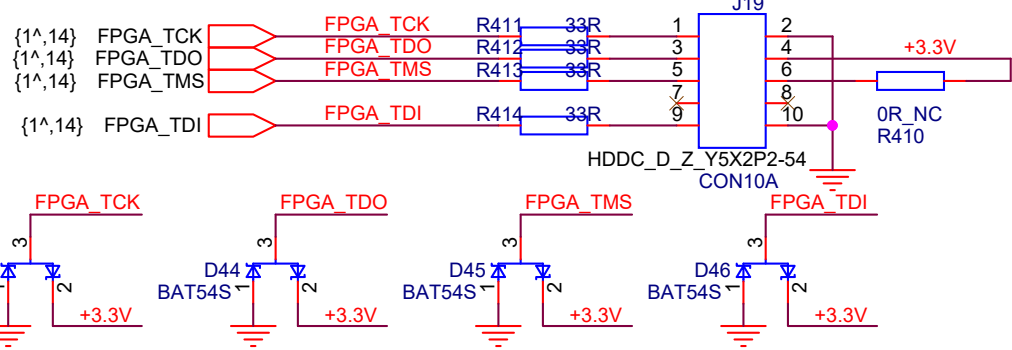 J19
{1^,14} FPGA_TCK FPGA_TCK R411 33R 1 2
{1^,14} FPGA_TDO FPGA_TDO R412 33R 3 4 +3.3V
{1^,14} FPGA_TMS FPGA_TMS R413 33R 5 6
7 8
{1^,14} FPGA_TDI FPGA_TDI R414 33R 9 10
0R_NC
R410
HDDC_D_Z_Y5X2P2-54
CON10A
FPGA_TCK FPGA_TDO FPGA_TMS FPGA_TDI
3 3 3 3
D44 D45 D46
BAT54S BAT54S BAT54S
1 2 1 2 1 2 1 2
+3.3V +3.3V +3.3V +3.3V